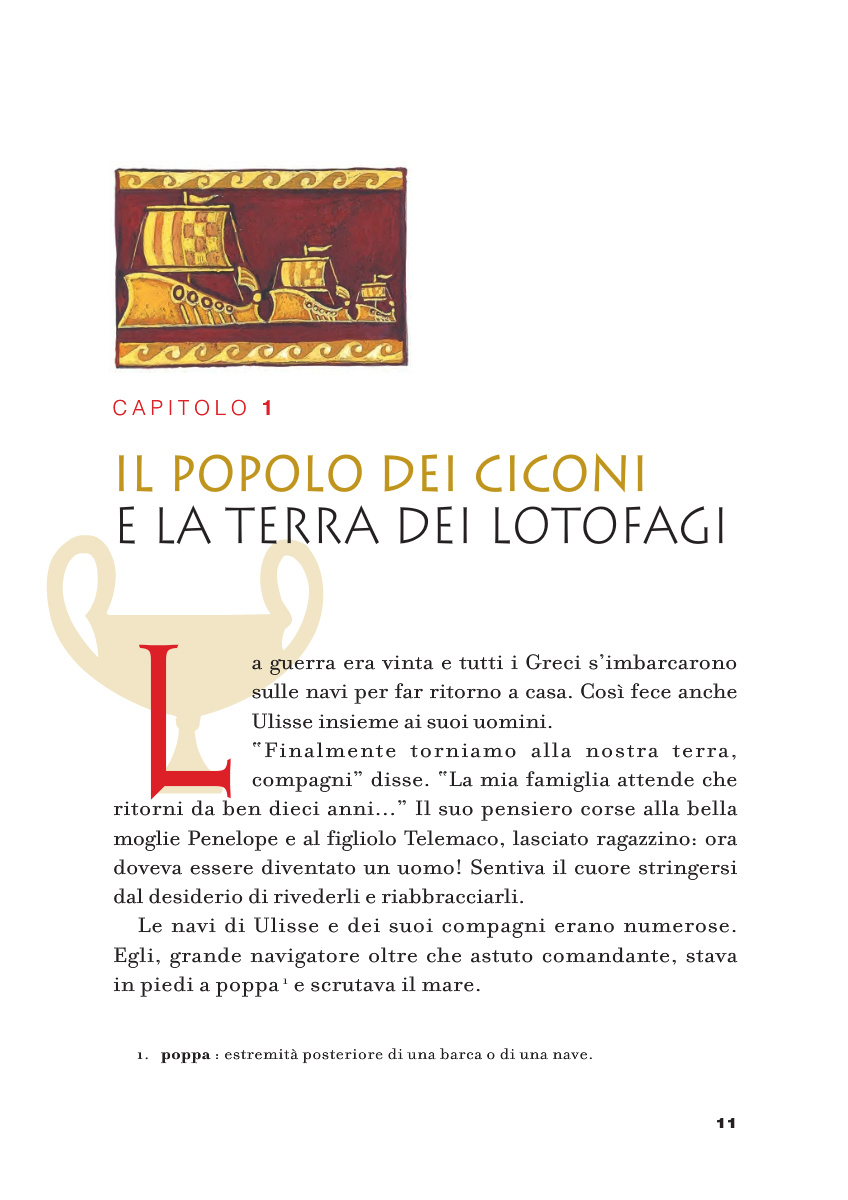 CAPITOLO 1
IL POPOLO DEI CICONI
E LA TERRA DEI LOTOFAGI
La guerra era vinta e tutti i Greci s’imbarcarono
sulle navi per far ritorno a casa. Così fece anche
Ulisse insieme ai suoi uomini.
‟Finalmente torniamo alla nostra terra,
compagni” disse. ‟La mia famiglia attende che
ritorni da ben dieci anni...” Il suo pensiero corse alla bella
moglie Penelope e al figliolo Telemaco, lasciato ragazzino: ora
doveva essere diventato un uomo! Sentiva il cuore stringersi
dal desiderio di rivederli e riabbracciarli.
Le navi di Ulisse e dei suoi compagni erano numerose.
Egli, grande navigatore oltre che astuto comandante, stava
in piedi a poppa¹ e scrutava il mare.
1. poppa : estremità posteriore di una barca o di una nave.
11